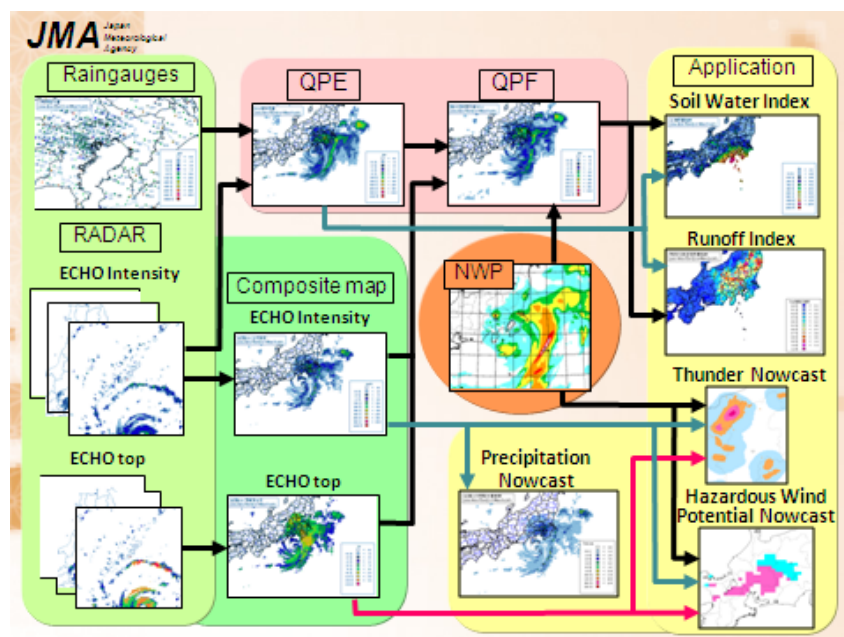 JMA Japan
Meteorological
Agency
Raingauges
QPE
QPF
Application
Soil Water Index
RADAR
ECHO Intensity
Composite map
ECHO Intensity
NWP
Runoff Index
Thunder Nowcast
ECHO top
ECHO top
Precipitation
Nowcast
Hazardous Wind
Potential Nowcast